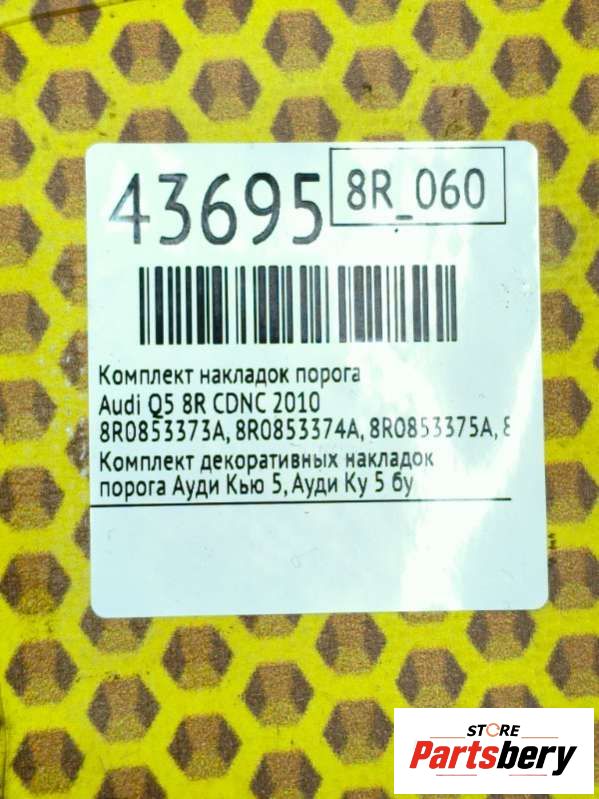 43695 8R_060
Комплект накладок порога
Audi Q5 8R CDNC 2010
8R0853373A, 8R0853374A, 8R0853375A, 8
Комплект декоративных накладок
порога Ауди Кью 5, Ауди Ку 5 бу
STORE
Partsbery